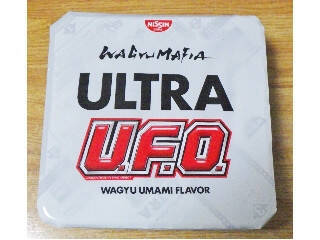 NISSIN
WAGYUMAFIA
ULTRA
U.F.O.
WAGYU UMAMI FLAVOR